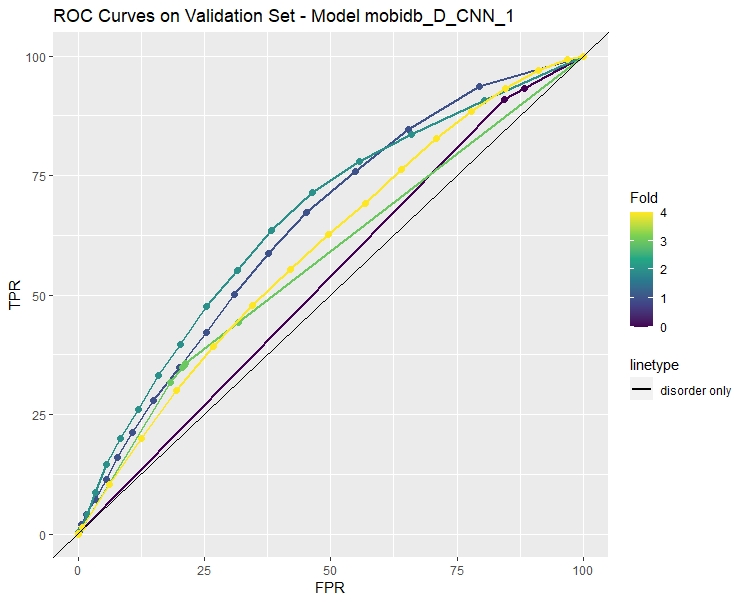 ROC Curves on Validation Set - Model mobidb_D_CNN_1
100
75
50
25
0
TPR
0 25 50 75 100
FPR
Fold
4
3
2
1
0
linetype
disorder only